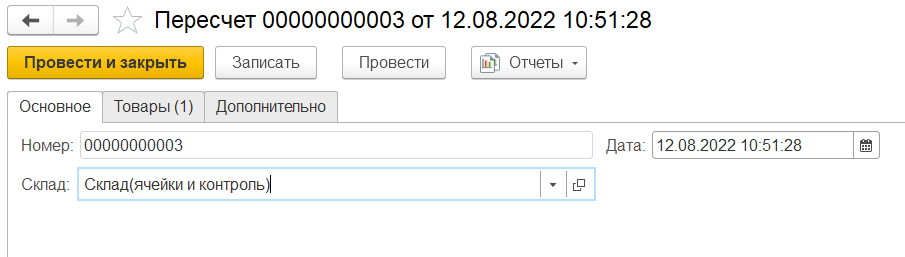 Пересчет 00000000003 от 12.08.2022 10:51:28
Провести и закрыть Записать Провести Отчеты
Основное Товары (1) Дополнительно
Номер: 00000000003 Дата: 12.08.2022 10:51:28
Склад: Склад(ячейки и контроль)